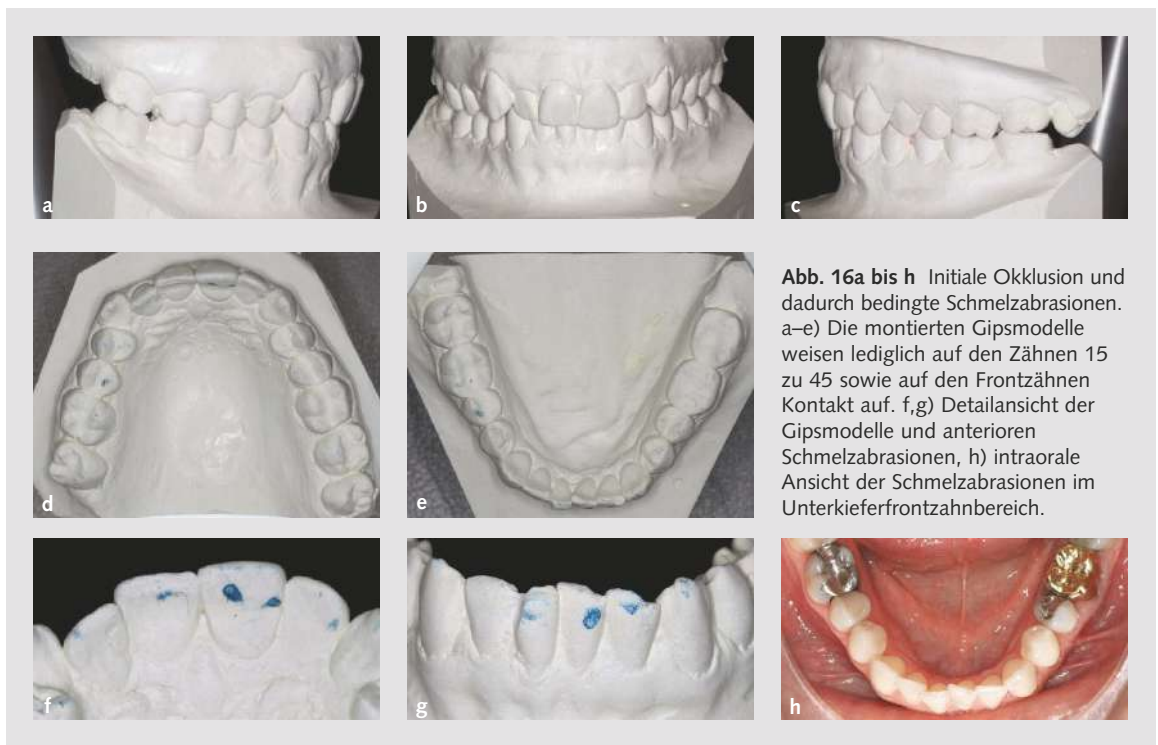 a
b
c
d
e
Abb. 16a bis h Initiale Okklusion und
dadurch bedingte Schmelzabrasionen.
a–e) Die montierten Gipsmodelle
weisen lediglich auf den Zähnen 15
zu 45 sowie auf den Frontzähnen
Kontakt auf. f,g) Detailansicht der
Gipsmodelle und anterioren
Schmelzabrasionen, h) intraorale
Ansicht der Schmelzabrasionen im
Unterkieferfrontzahnbereich.
f
g
h